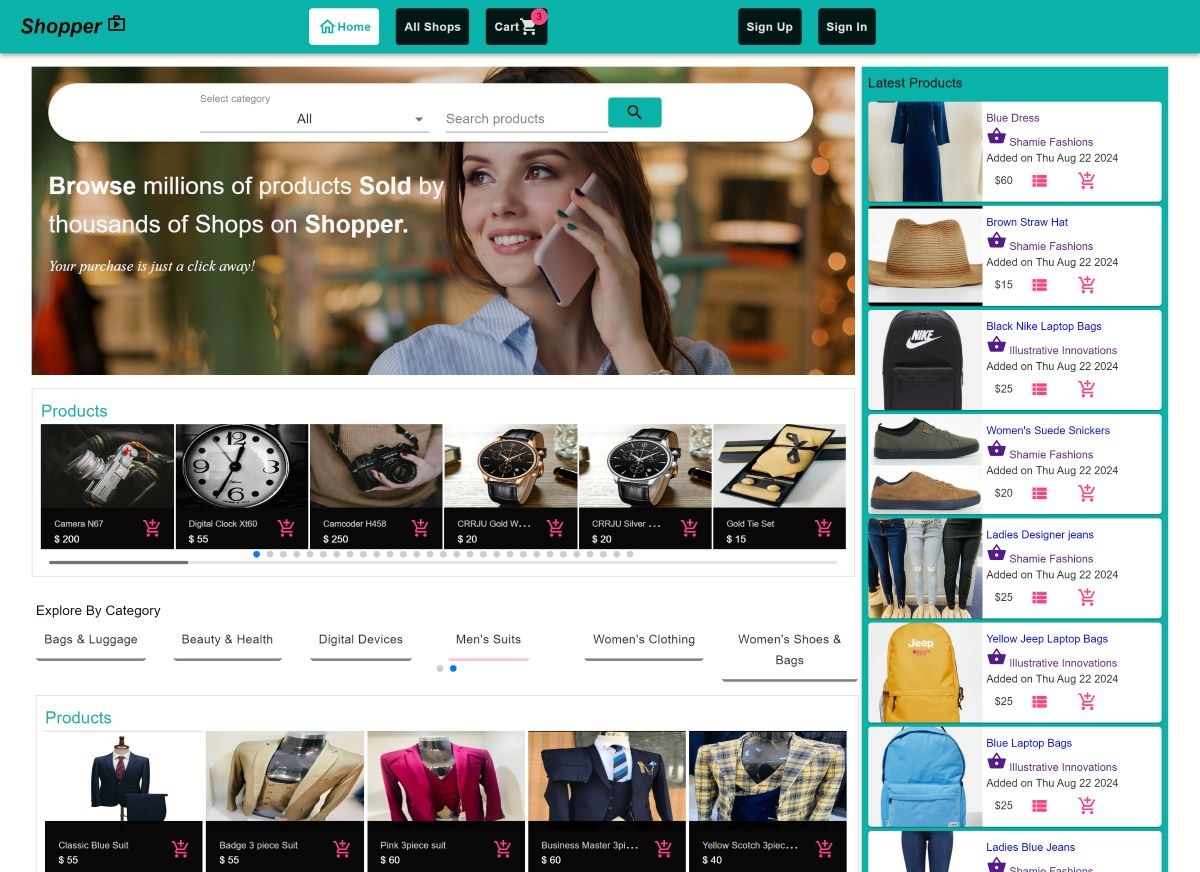 Shopper
Home
All Shops
Cart
3
Sign Up
Sign In
Select category
All
Search products
Browse millions of products Sold by
thousands of Shops on Shopper.
Your purchase is just a click away!
Products
Camera N67
$ 200
Digital Clock Xt60
$ 55
Camcoder H458
$ 250
CRRJU Gold W...
$ 20
CRRJU Silver ...
$ 20
Gold Tie Set
$ 15
Explore By Category
Bags & Luggage
Beauty & Health
Digital Devices
Men's Suits
Women's Clothing
Women's Shoes &
Bags
Products
Classic Blue Suit
$ 55
Badge 3 piece Suit
$ 55
Pink 3piece suit
$ 60
Business Master 3pi...
$ 60
Yellow Scotch 3piec...
$ 40
Latest Products
Blue Dress
Shamie Fashions
Added on Thu Aug 22 2024
$60
Brown Straw Hat
Shamie Fashions
Added on Thu Aug 22 2024
$15
NIKE
Black Nike Laptop Bags
Illustrative Innovations
Added on Thu Aug 22 2024
$25
Women's Suede Snickers
Shamie Fashions
Added on Thu Aug 22 2024
$20
Ladies Designer jeans
Shamie Fashions
Added on Thu Aug 22 2024
$25
Jeep
Yellow Jeep Laptop Bags
Illustrative Innovations
Added on Thu Aug 22 2024
$25
Blue Laptop Bags
Illustrative Innovations
Added on Thu Aug 22 2024
$25
Ladies Blue Jeans
Shamie Fashions